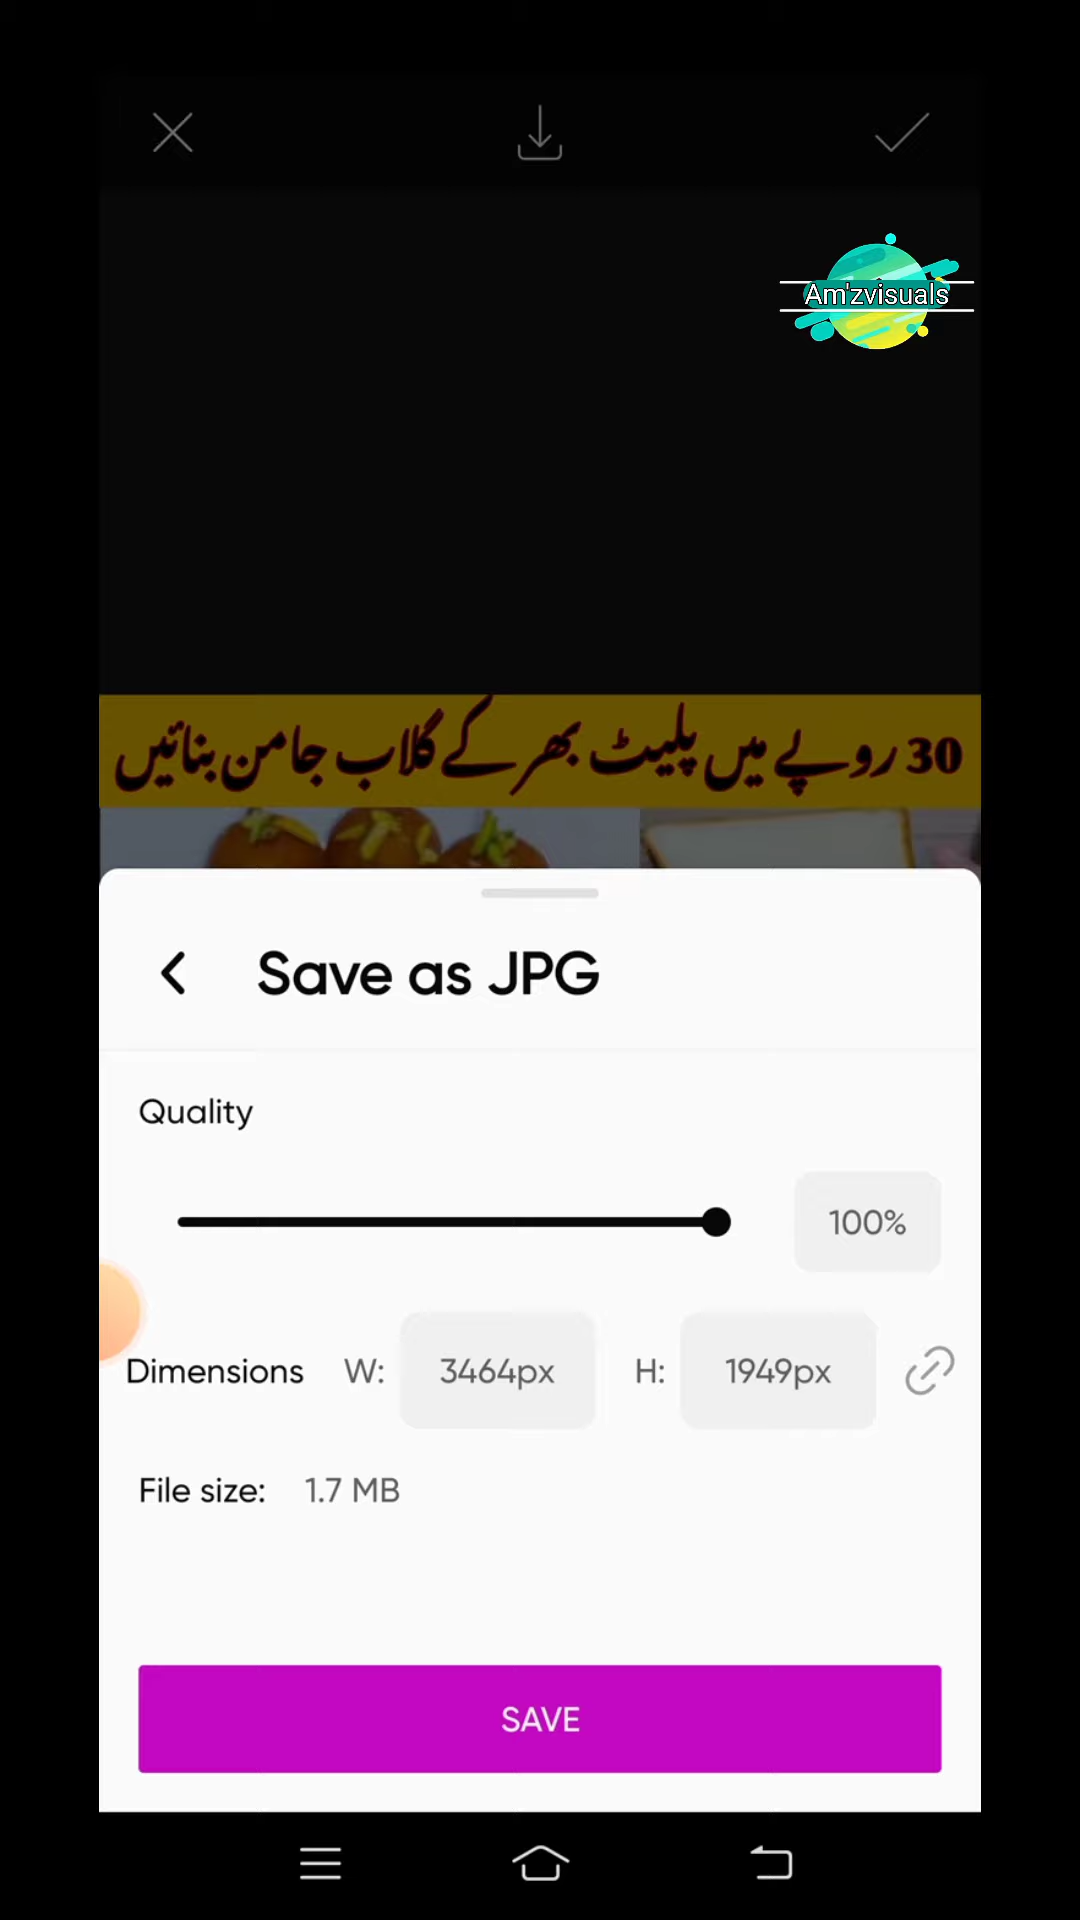 Am'zvisuals
30 روپے میں پلیٹ بھر کے گلاب جامن بنائیں
Save as JPG
Quality
100%
Dimensions W: 3464px H: 1949px
File size: 1.7 MB
SAVE